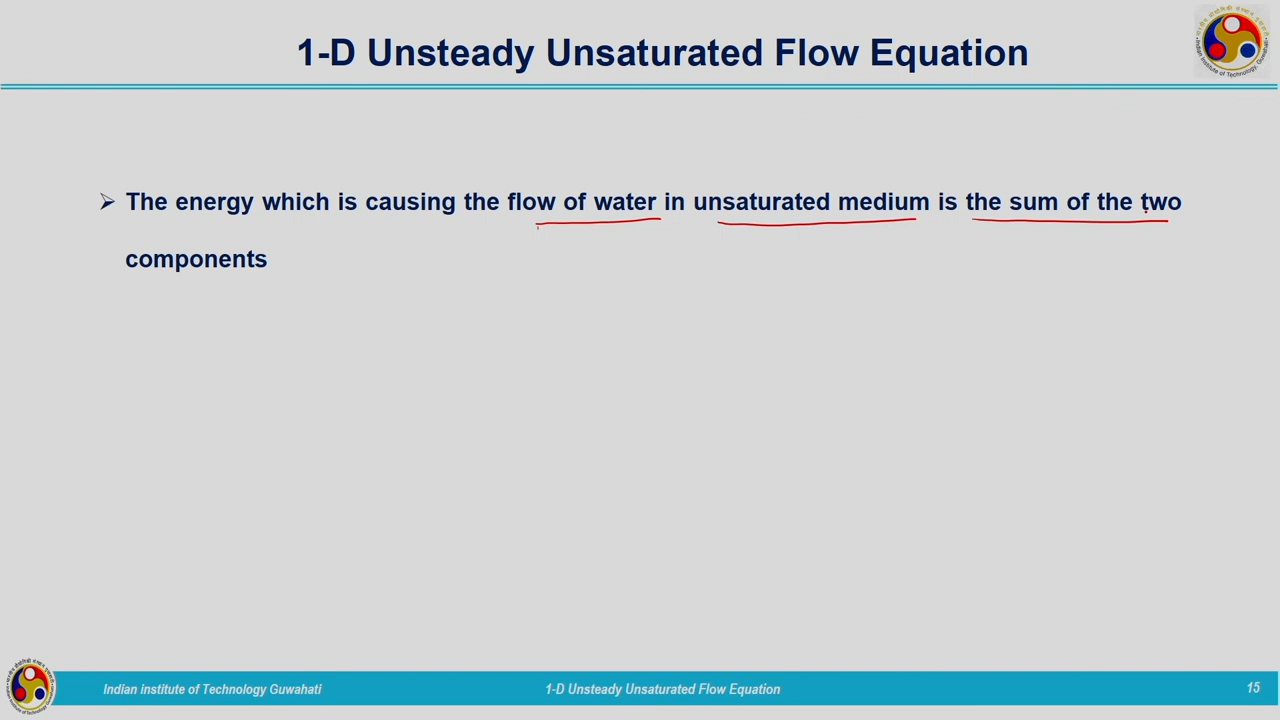 1-D Unsteady Unsaturated Flow Equation
The energy which is causing the flow of water in unsaturated medium is the sum of the two
components
Indian institute of Technology Guwahati
1-D Unsteady Unsaturated Flow Equation
15